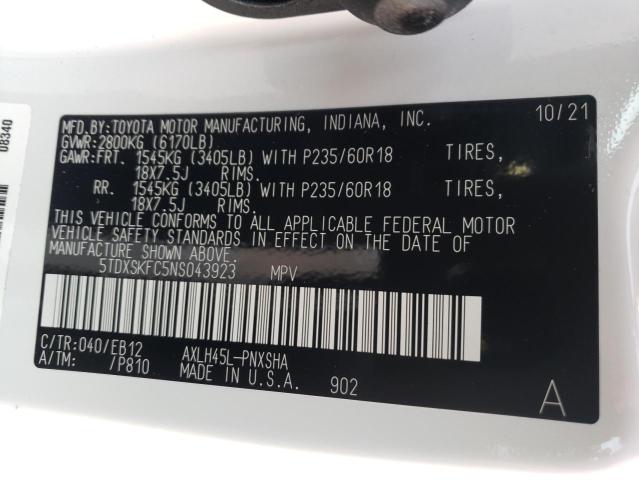 MFD.BY:TOYOTA MOTOR MANUFACTURING, INDIANA, INC. 10/21
GVWR:2800KG (6170LB)
GAWR:FRT. 1545KG (3405LB) WITH P235/60R18 TIRES,
18X7.5J RIMS.
RR. 1545KG (3405LB) WITH P235/60R18 TIRES,
18X7.5J RIMS.
THIS VEHICLE CONFORMS TO ALL APPLICABLE FEDERAL MOTOR
VEHICLE SAFETY STANDARDS IN EFFECT ON THE DATE OF
MANUFACTURE SHOWN ABOVE.
5TDXSKFC5NS043923 MPV
C/TR:040/EB12 AXLH45L-PNXSHA
A/TM: /P810 MADE IN U.S.A. 902
A
08340